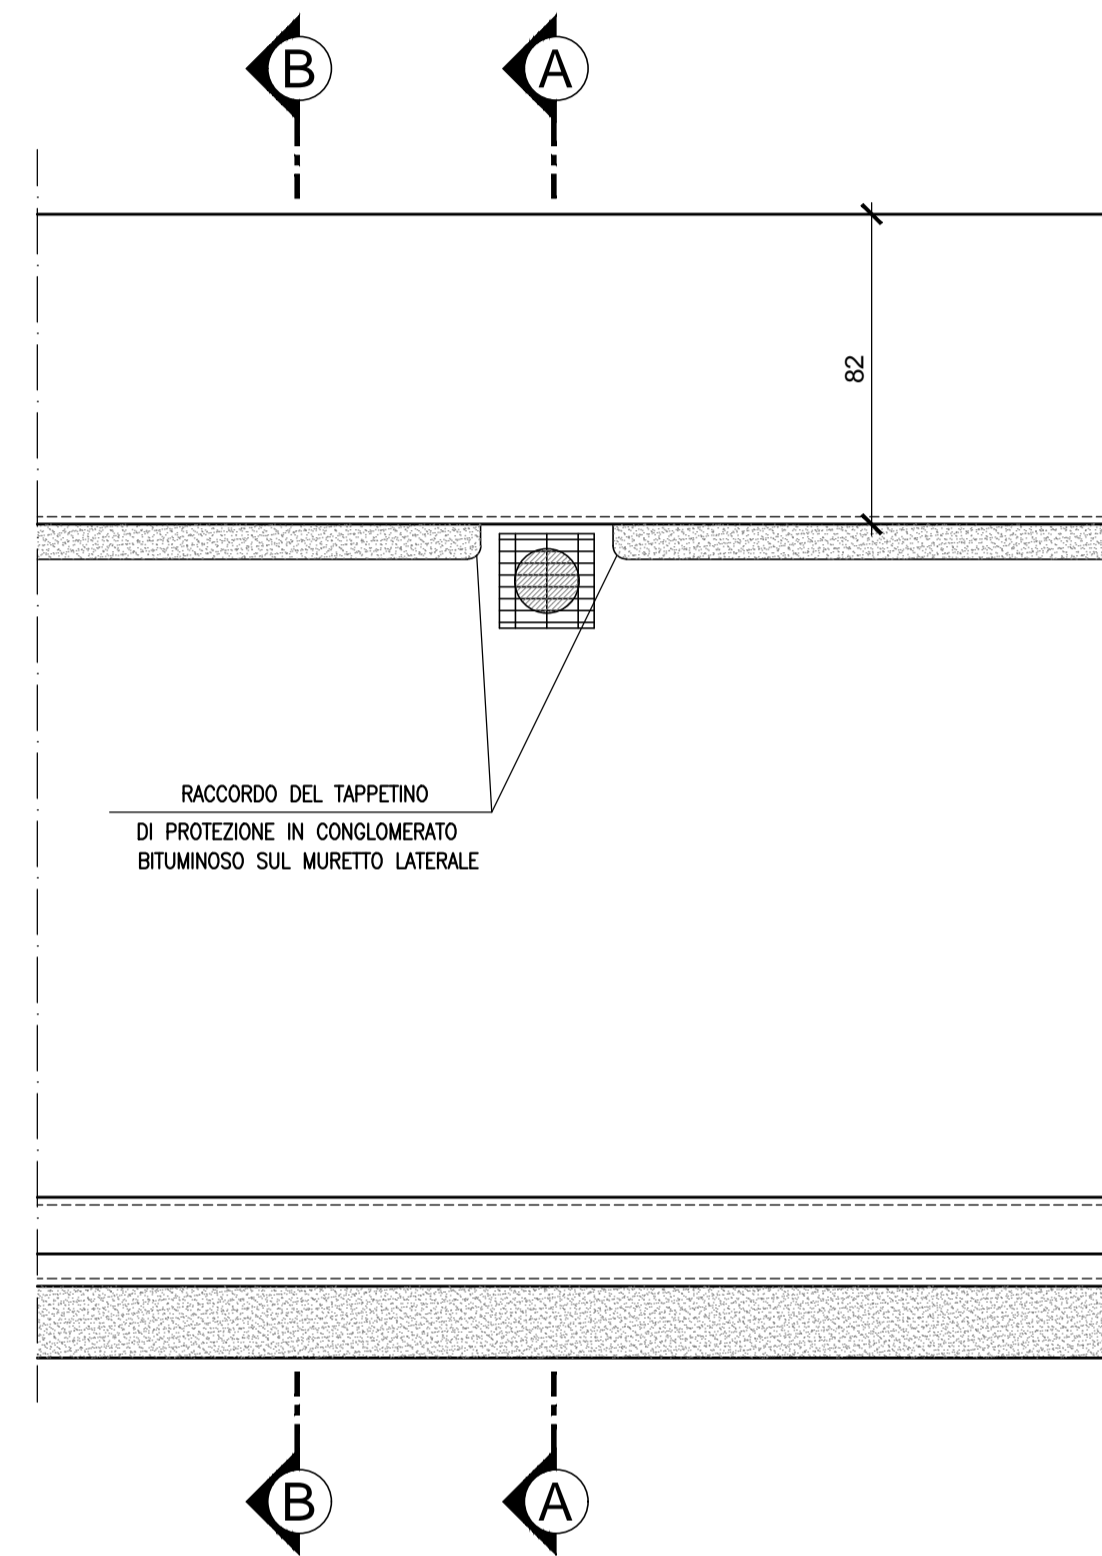 B A
82
RACCORDO DEL TAPPETINO
DI PROTEZIONE IN CONGLOMERATO
BITUMINOSO SUL MURETTO LATERALE
B A